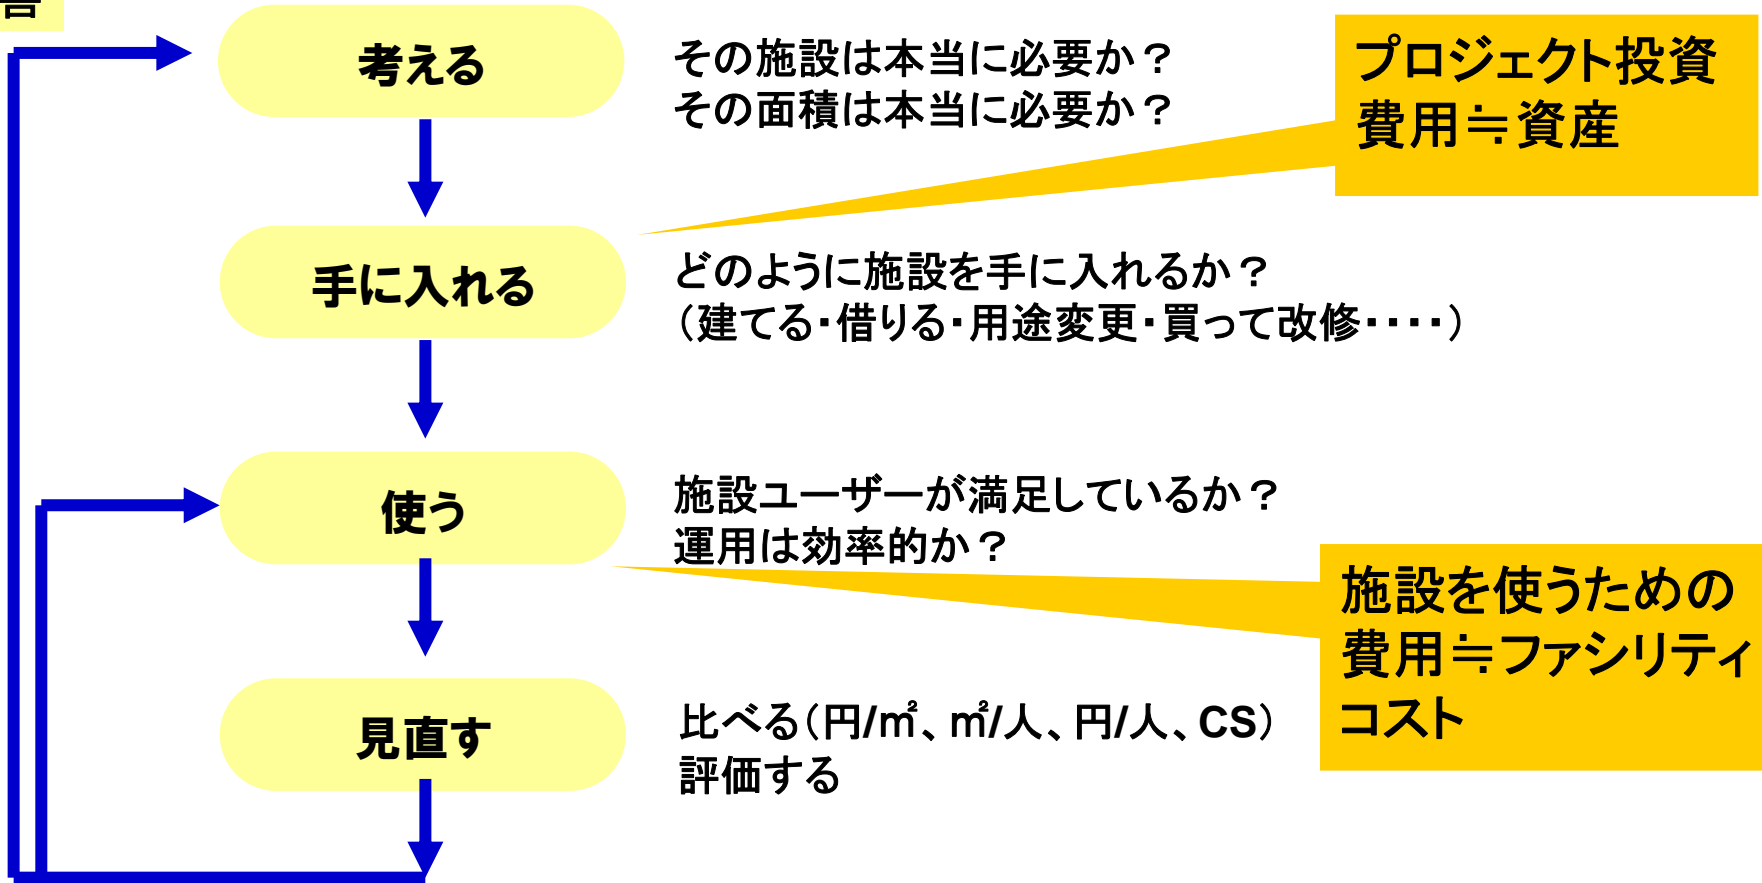 考える
その施設は本当に必要か？
その面積は本当に必要か？
プロジェクト投資
費用≒資産
手に入れる
どのように施設を手に入れるか？
（建てる・借りる・用途変更・買って改修・・・・）
使う
施設ユーザーが満足しているか？
運用は効率的か？
施設を使うための
費用≒ファシリティ
コスト
見直す
比べる（円/㎡、㎡/人、円/人、CS）
評価する